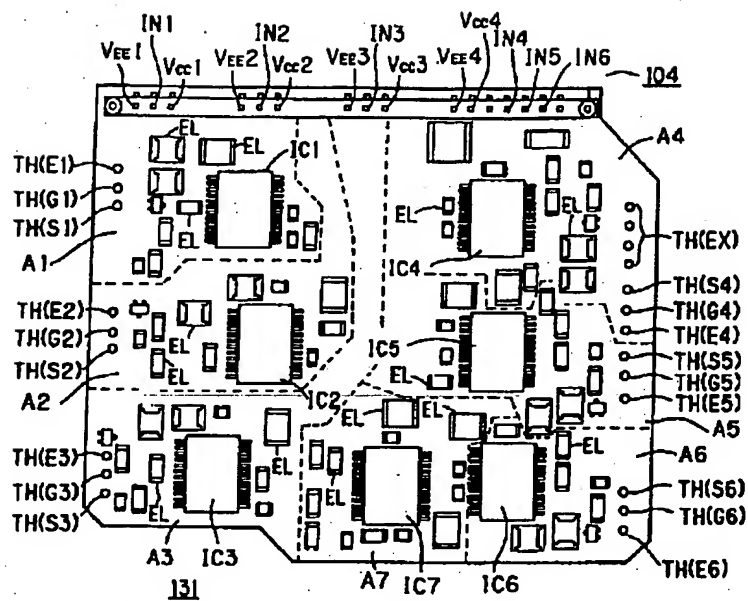 IN1
VEE1
Vcc1
IN2
VEE2
Vcc2
IN3
VEE3
Vcc3
Vcc4
VEE4
IN4
IN5
IN6
104
A4
EL
EL
IC1
TH(E1)
TH(G1)
TH(S1)
EL
EL
EL
TH(EX)
A1
IC4
TH(S4)
TH(E2)
TH(G2)
TH(S2)
EL
TH(G4)
TH(E4)
IC5
TH(S5)
EL
EL
TH(G5)
A2
IC2
TH(E5)
EL
EL
EL
A5
A6
TH(E3)
TH(G3)
TH(S3)
EL
EL
EL
TH(S6)
TH(G6)
A3
IC3
A7
IC7
IC6
TH(E6)
131